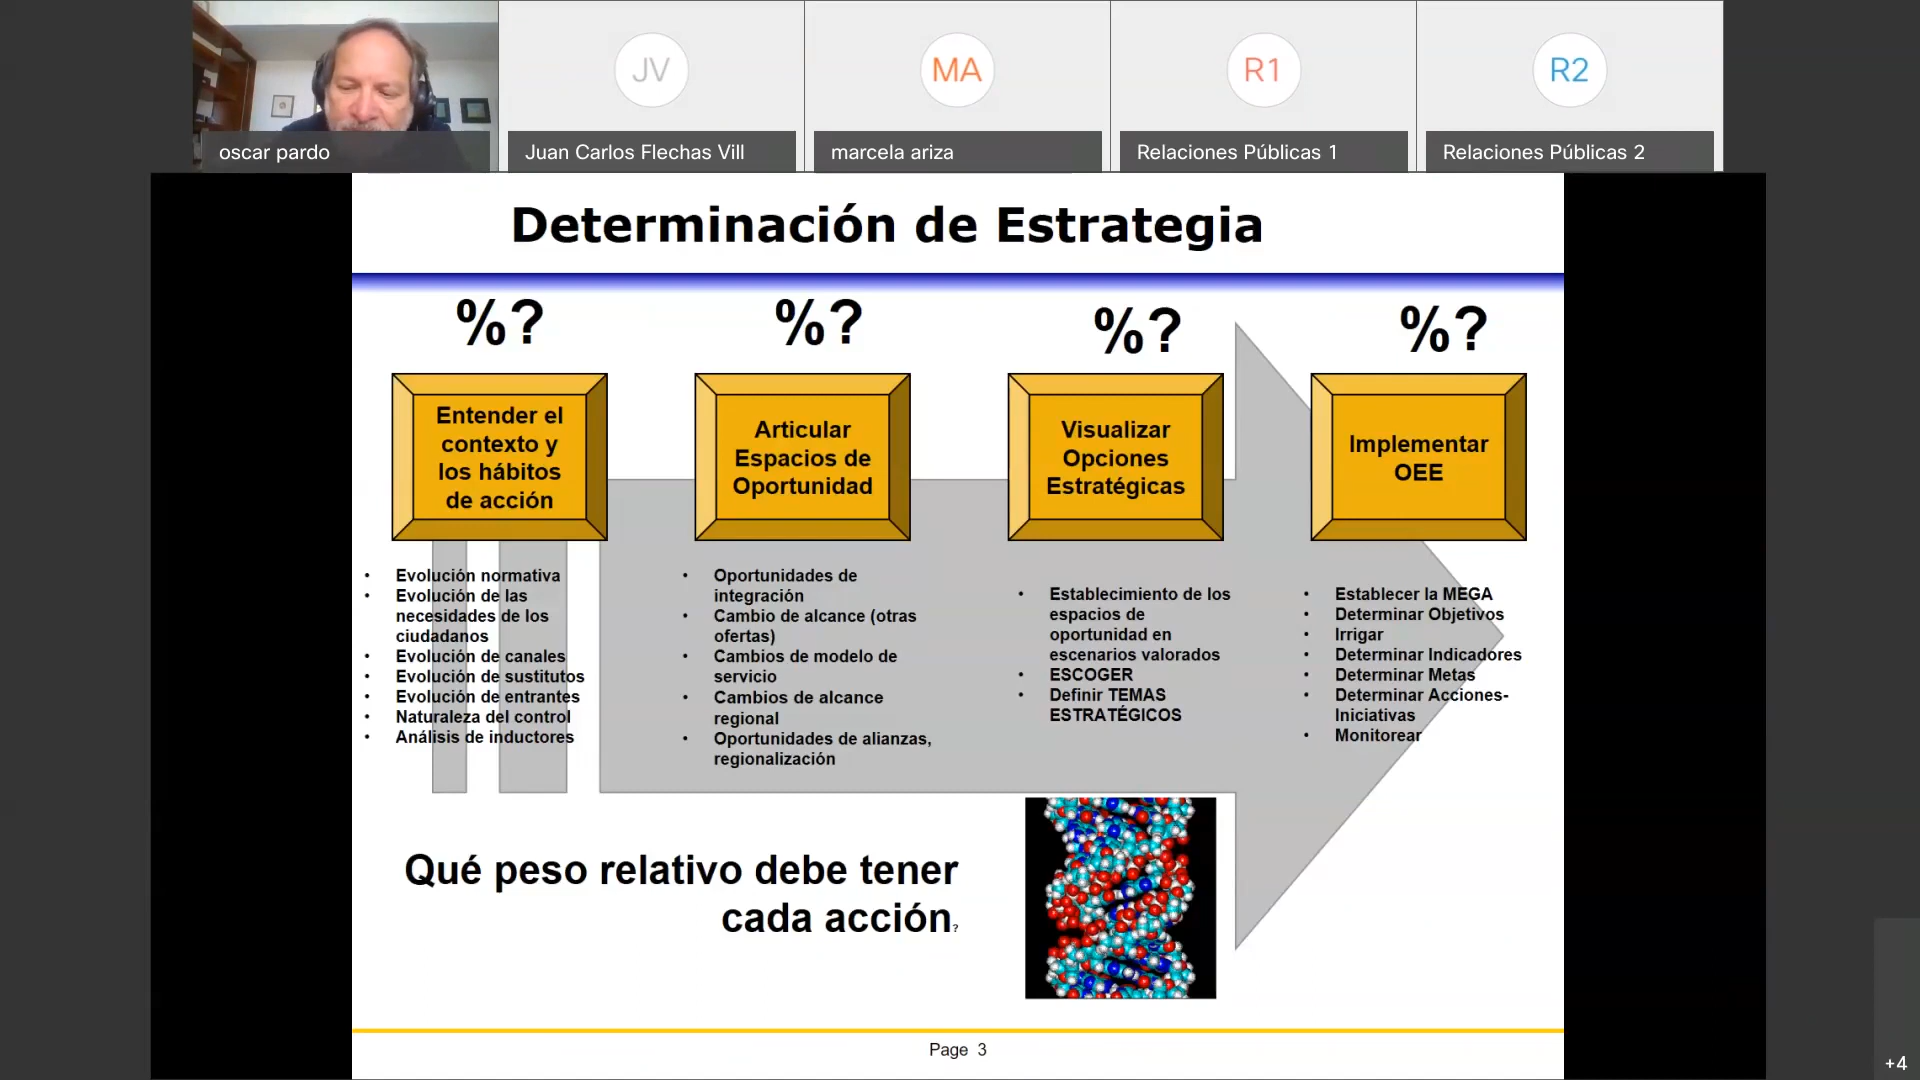 JV
MA
R1
R2
oscar pardo
Juan Carlos Flechas Vill
marcela ariza
Relaciones Públicas 1
Relaciones Públicas 2
Determinación de Estrategia
%?
%?
%?
%?
Entender el
contexto y
los hábitos
de acción
Articular
Espacios de
Oportunidad
Visualizar
Opciones
Estratégicas
Implementar
OEE
• Evolución normativa
• Evolución de las
necesidades de los
ciudadanos
• Evolución de canales
• Evolución de sustitutos
• Evolución de entrantes
• Naturaleza del control
• Análisis de inductores
• Oportunidades de
integración
• Cambio de alcance (otras
ofertas)
• Cambios de modelo de
servicio
• Cambios de alcance
regional
• Oportunidades de alianzas,
regionalización
• Establecimiento de los
espacios de
oportunidad en
escenarios valorados
• ESCOGER
• Definir TEMAS
ESTRATÉGICOS
• Establecer la MEGA
• Determinar Objetivos
• Irrigar
• Determinar Indicadores
• Determinar Metas
• Determinar Acciones-
Iniciativas
• Monitorear
Qué peso relativo debe tener
cada acción?
Page 3
+4